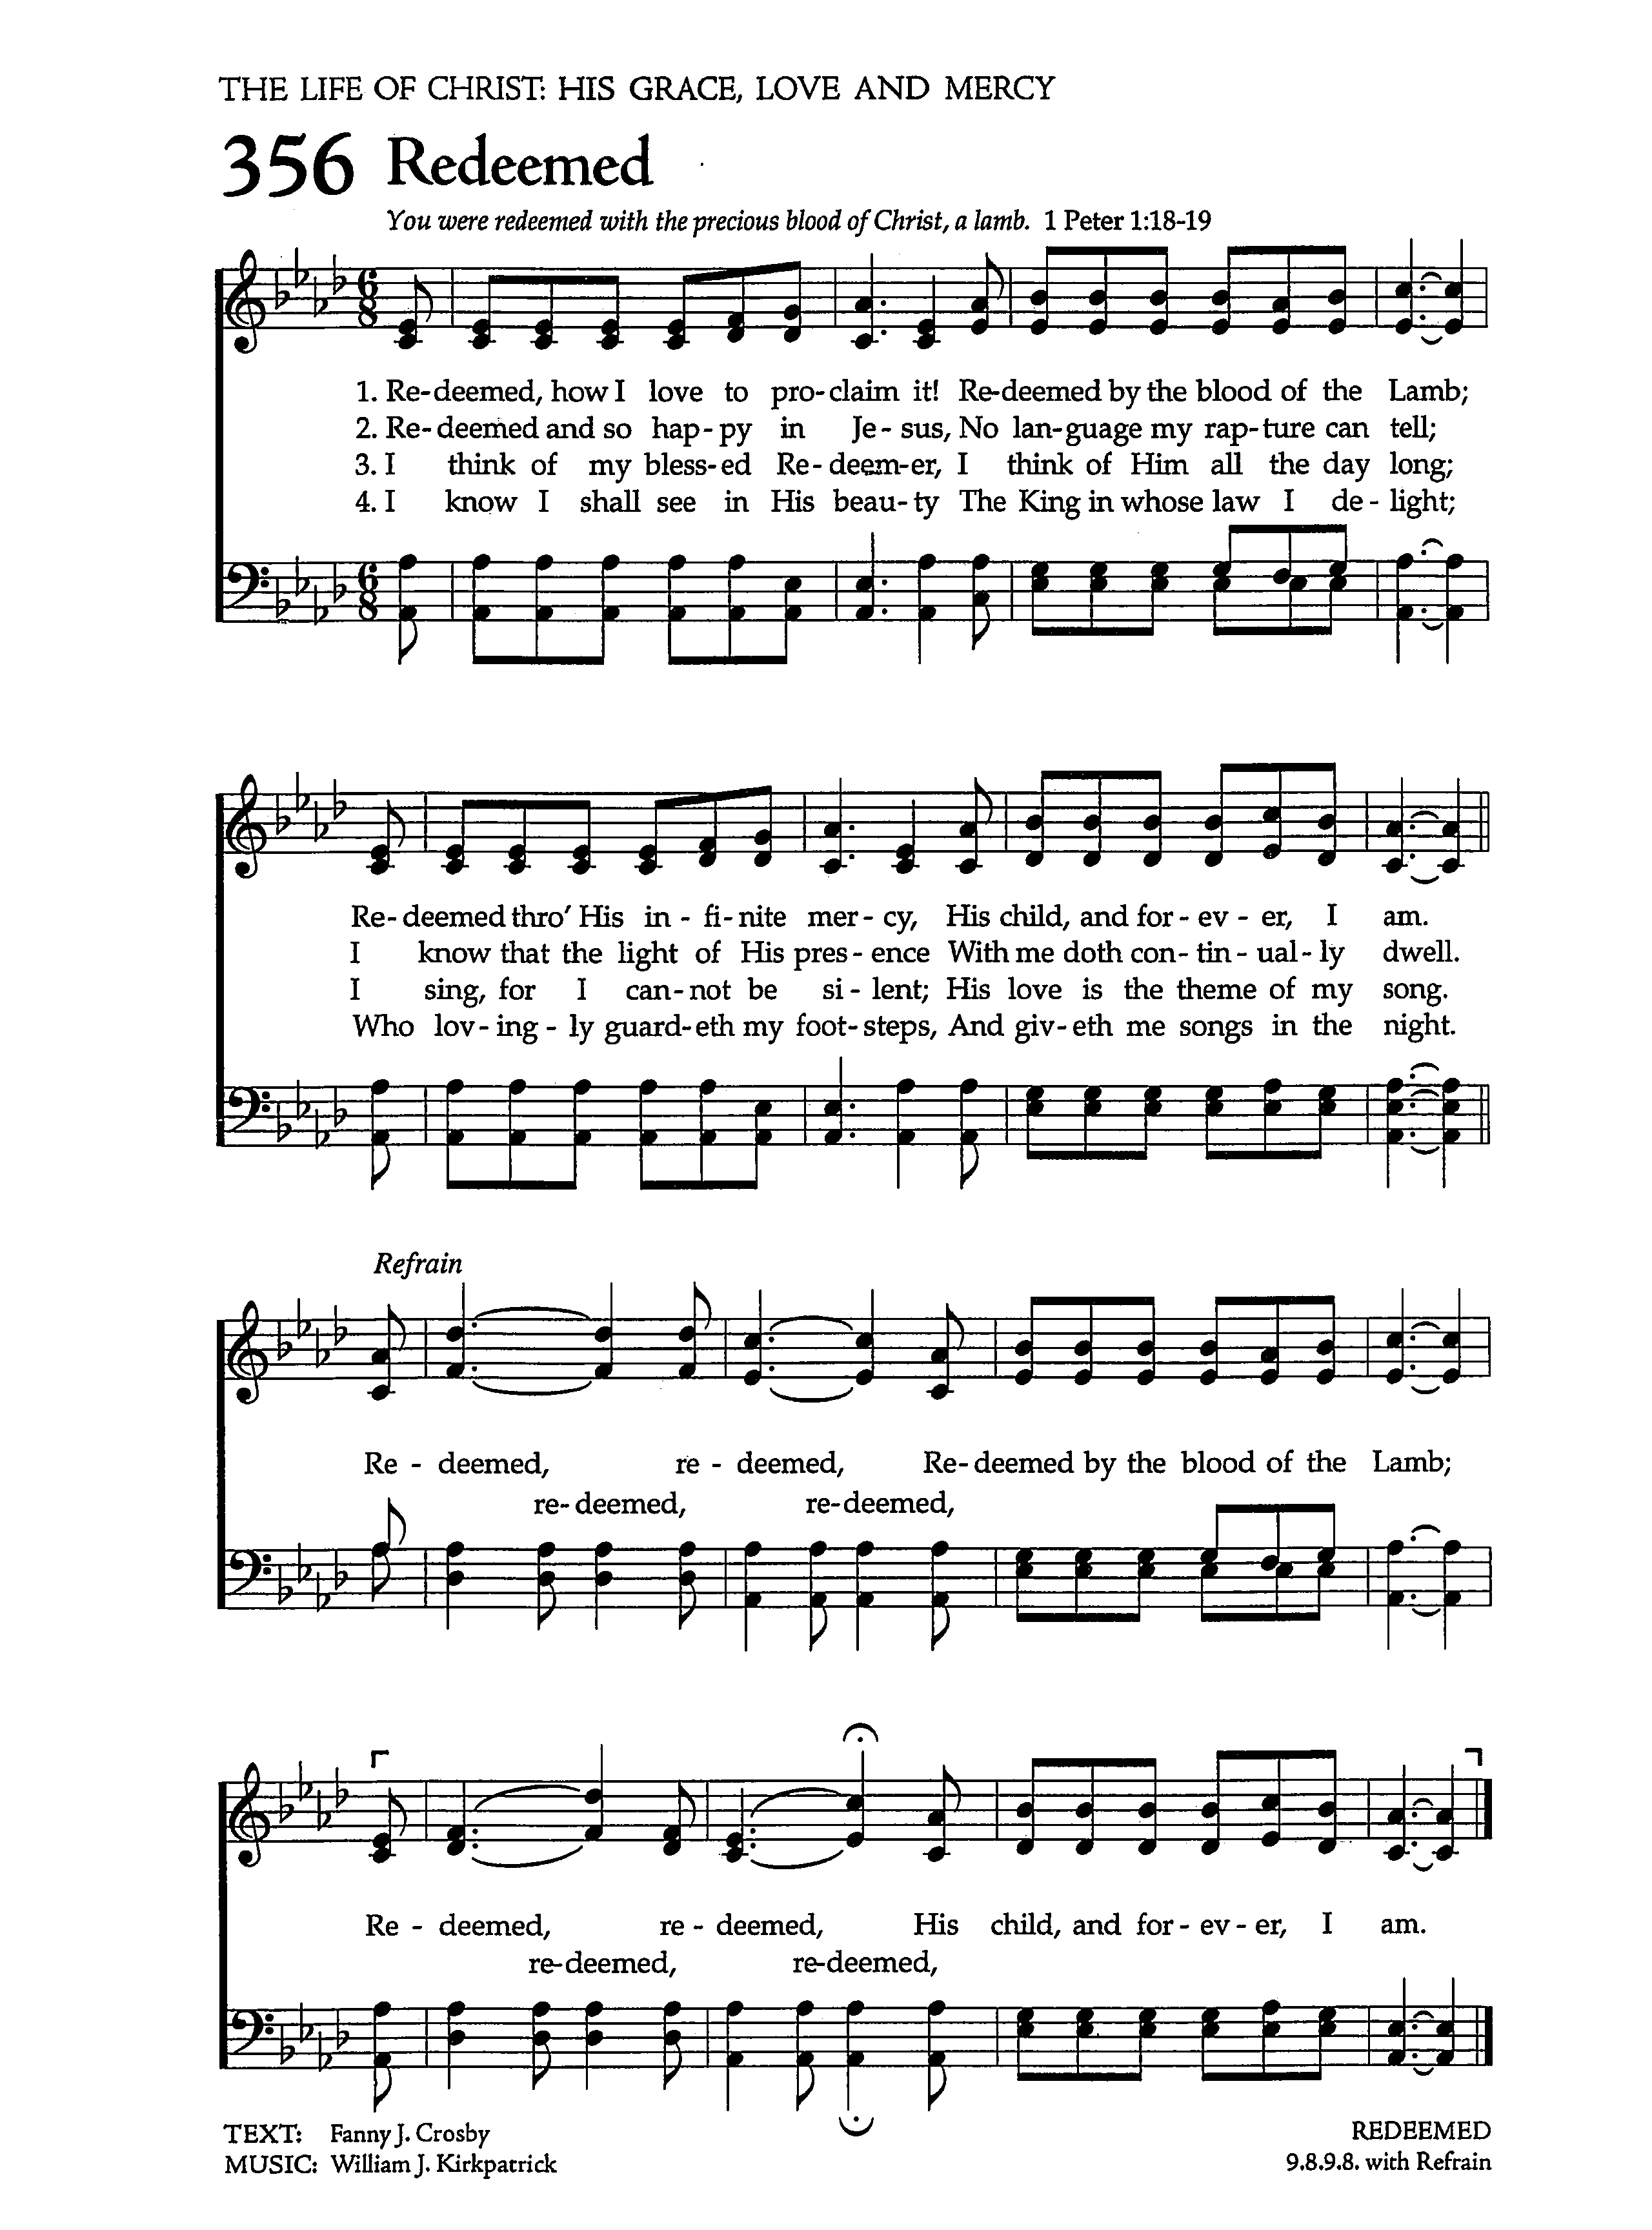 THE LIFE OF CHRIST: HIS GRACE, LOVE AND MERCY
356 Redeemed
You were redeemed with the precious blood of Christ, a lamb. 1 Peter 1:18-19
1. Re-deemed, how I love to pro-claim it! Re-deemed by the blood of the Lamb;
2. Re-deemed and so hap-py in Je-sus, No lan-guage my rap-ture can tell;
3. I think of my bless-ed Re-deem-er, I think of Him all the day long;
4. I know I shall see in His beau-ty The King in whose law I de-light;
Re-deemed thro' His in-fi-nite mer-cy, His child, and for-ev-er, I am.
I know that the light of His pres-ence With me doth con-tin-ual-ly dwell.
I sing, for I can-not be si-lent; His love is the theme of my song.
Who lov-ing-ly guard-eth my foot-steps, And giv-eth me songs in the night.
Refrain
Re-deemed, re-deemed, Re-deemed by the blood of the Lamb;
re-deemed, re-deemed,
Re-deemed, re-deemed, His child, and for-ev-er, I am.
re-deemed, re-deemed,
TEXT: Fanny J. Crosby
MUSIC: William J. Kirkpatrick
REDEEMED
9.8.9.8. with Refrain